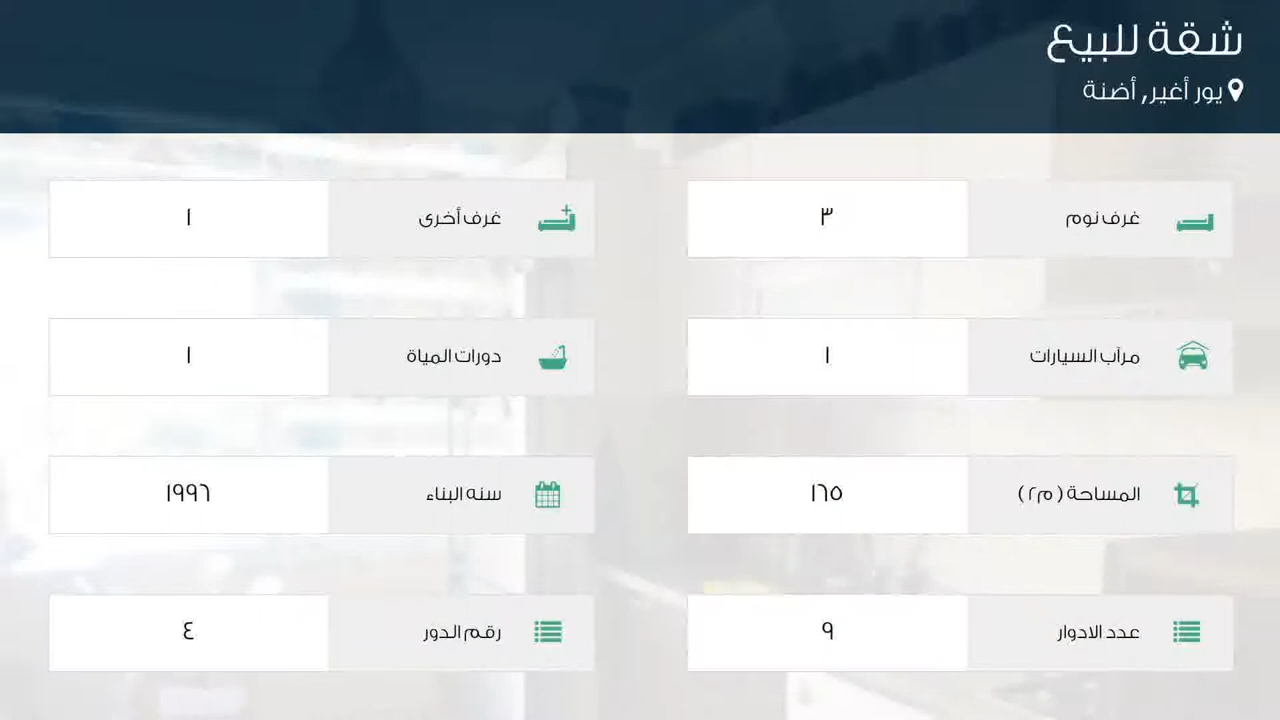 شقة للبيع
يور أغير, أضنة
غرف نوم
٣
غرف أخرى
١
مرآب السيارات
١
دورات المياة
١
المساحة ( م٢ )
١٦٥
سنه البناء
١٩٩٦
عدد الادوار
٩
رقم الدور
٤